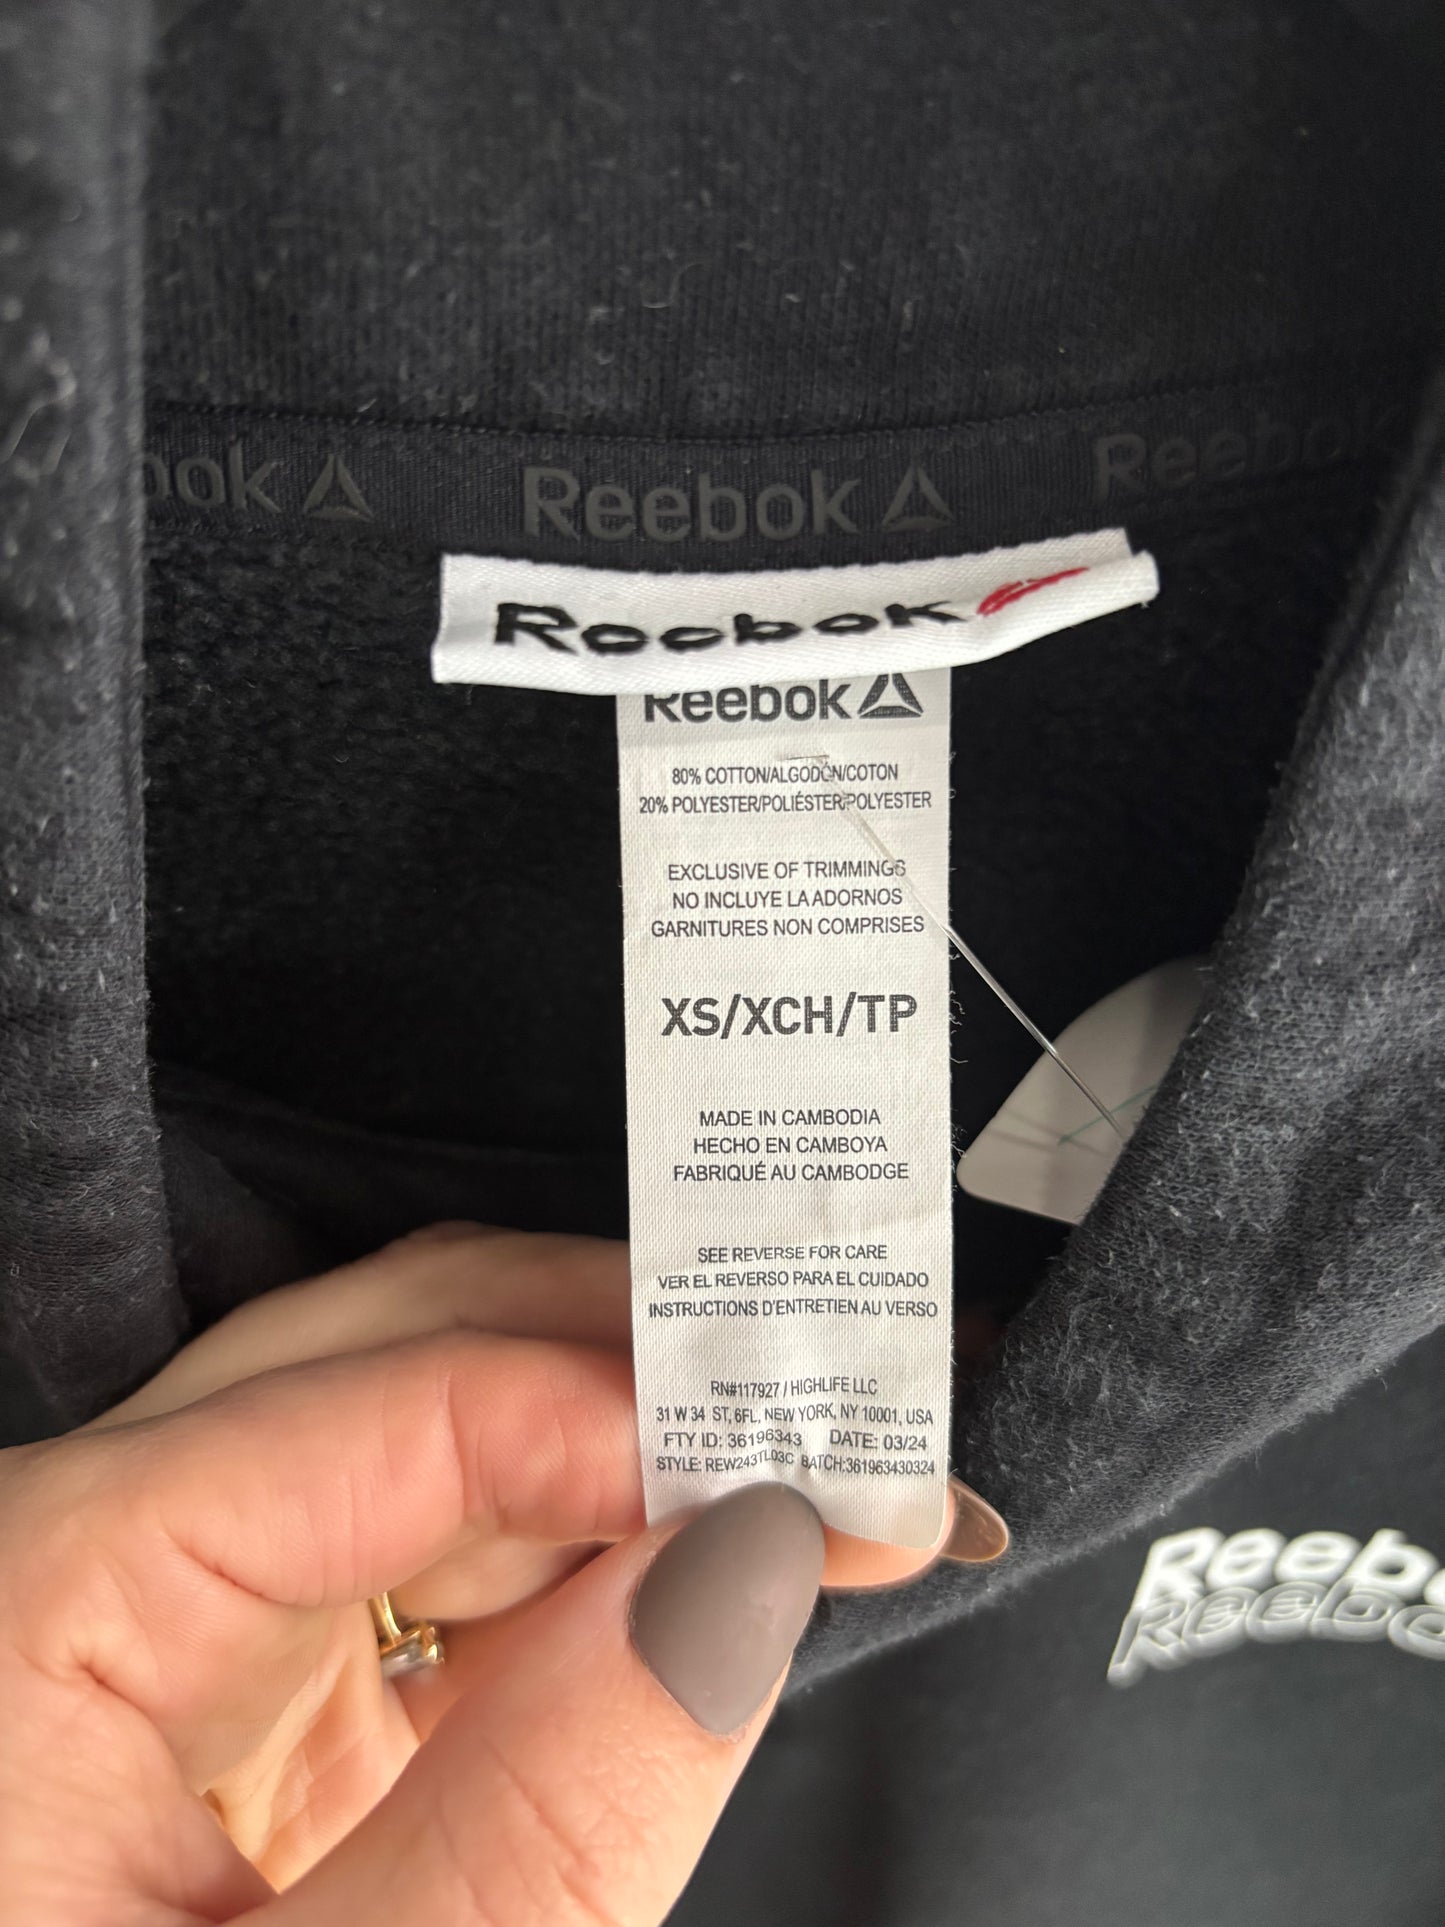 Reebok
Reebok
Reebok
Reebok
80% COTTON/ALGODÓN/COTON
20% POLYESTER/POLIÉSTER/POLYESTER
EXCLUSIVE OF TRIMMINGS
NO INCLUYE LA ADORNOS
GARNITURES NON COMPRISES
XS/XCH/TP
MADE IN CAMBODIA
HECHO EN CAMBOYA
FABRIQUÉ AU CAMBODGE
SEE REVERSE FOR CARE
VER EL REVERSO PARA EL CUIDADO
INSTRUCTIONS D'ENTRETIEN AU VERSO
RN#117927 / HIGHLIFE LLC
31 W 34 ST, 6FL, NEW YORK, NY 10001, USA
FTY ID: 36196343 DATE: 03/24
STYLE: REW243TL03C BATCH:361963430324